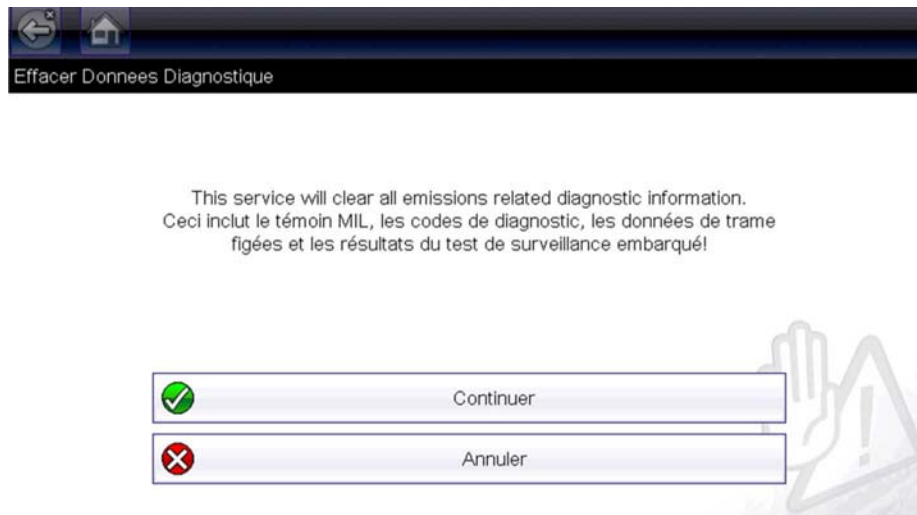 Effacer Donnees Diagnostique
This service will clear all emissions related diagnostic information.
Ceci inclut le témoin MIL, les codes de diagnostic, les données de trame
figées et les résultats du test de surveillance embarqué!
Continuer
Annuler